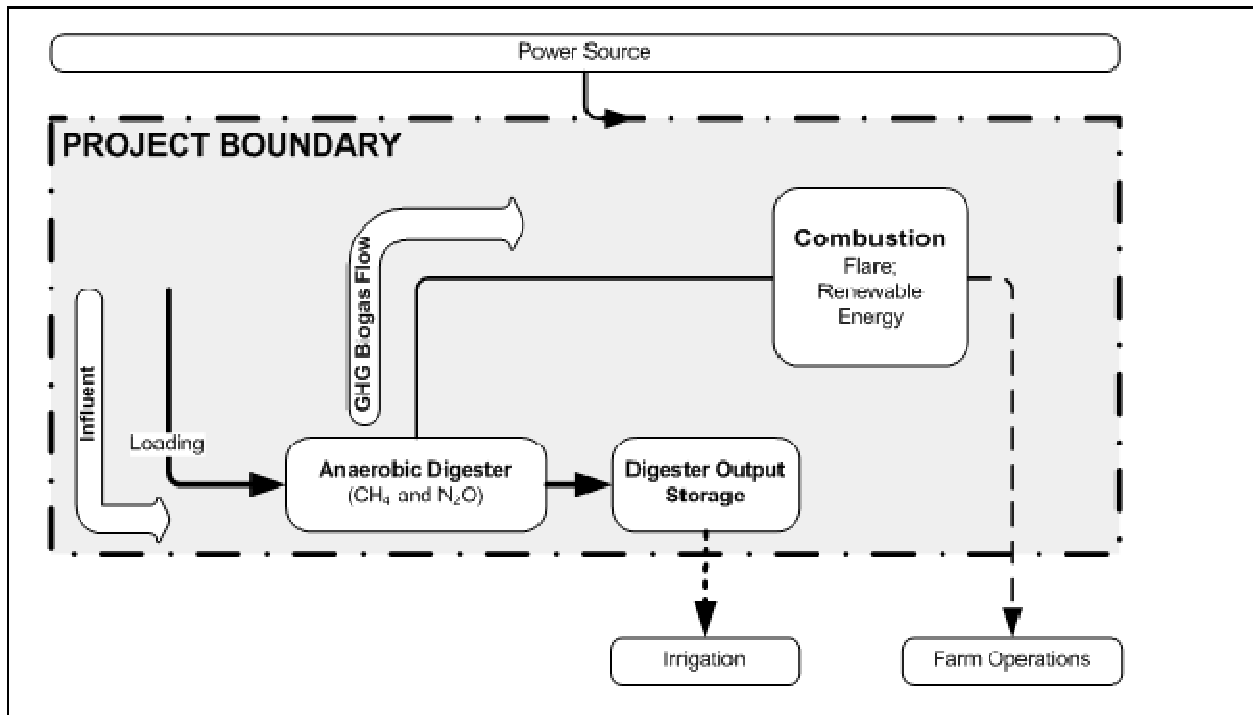 Power Source
PROJECT BOUNDARY
Combustion
Flare;
Renewable
Energy
GHG Biogas Flow
Influent
Loading
Anaerobic Digester
(CH₄ and N₂O)
Digester Output
Storage
Irrigation
Farm Operations